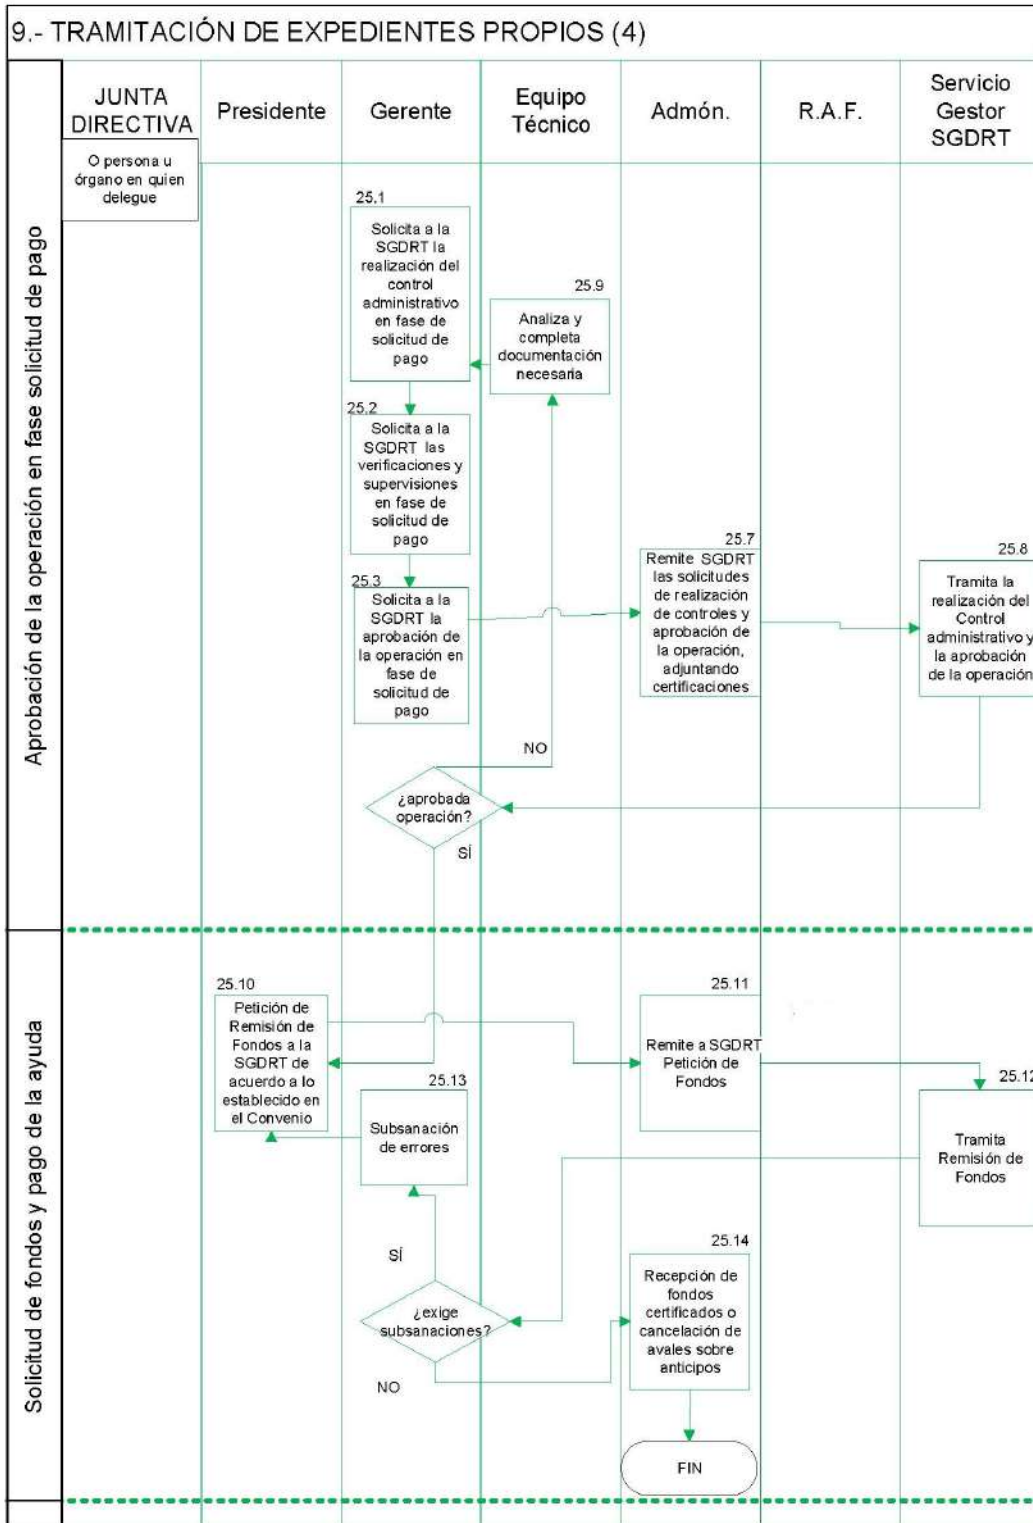 9.- TRAMITACIÓN DE EXPEDIENTES PROPIOS (4)
JUNTA
DIRECTIVA
Presidente
Gerente
Equipo
Técnico
Admón.
R.A.F.
Servicio
Gestor
SGDRT
O persona u
órgano en quien
delegue
Aprobación de la operación en fase solicitud de pago
25.1
Solicita a la
SGDRT la
realización del
control
administrativo
en fase de
solicitud de
pago
25.9
Analiza y
completa
documentación
necesaria
25.2
Solicita a la
SGDRT las
verificaciones y
supervisiones
en fase de
solicitud de
pago
25.3
Solicita a la
SGDRT la
aprobación de
la operación en
fase de
solicitud de
pago
25.7
Remite SGDRT
las solicitudes
de realización
de controles y
aprobación de
la operación,
adjuntando
certificaciones
25.8
Tramita la
realización del
Control
administrativo y
la aprobación
de la operación
NO
¿aprobada
operación?
SÍ
Solicitud de fondos y pago de la ayuda
25.10
Petición de
Remisión de
Fondos a la
SGDRT de
acuerdo a lo
establecido en
el Convenio
25.11
Remite a SGDRT
Petición de
Fondos
25.13
Subsanación
de errores
25.12
Tramita
Remisión de
Fondos
SÍ
¿exige
subsanaciones?
NO
25.14
Recepción de
fondos
certificados o
cancelación de
avales sobre
anticipos
FIN